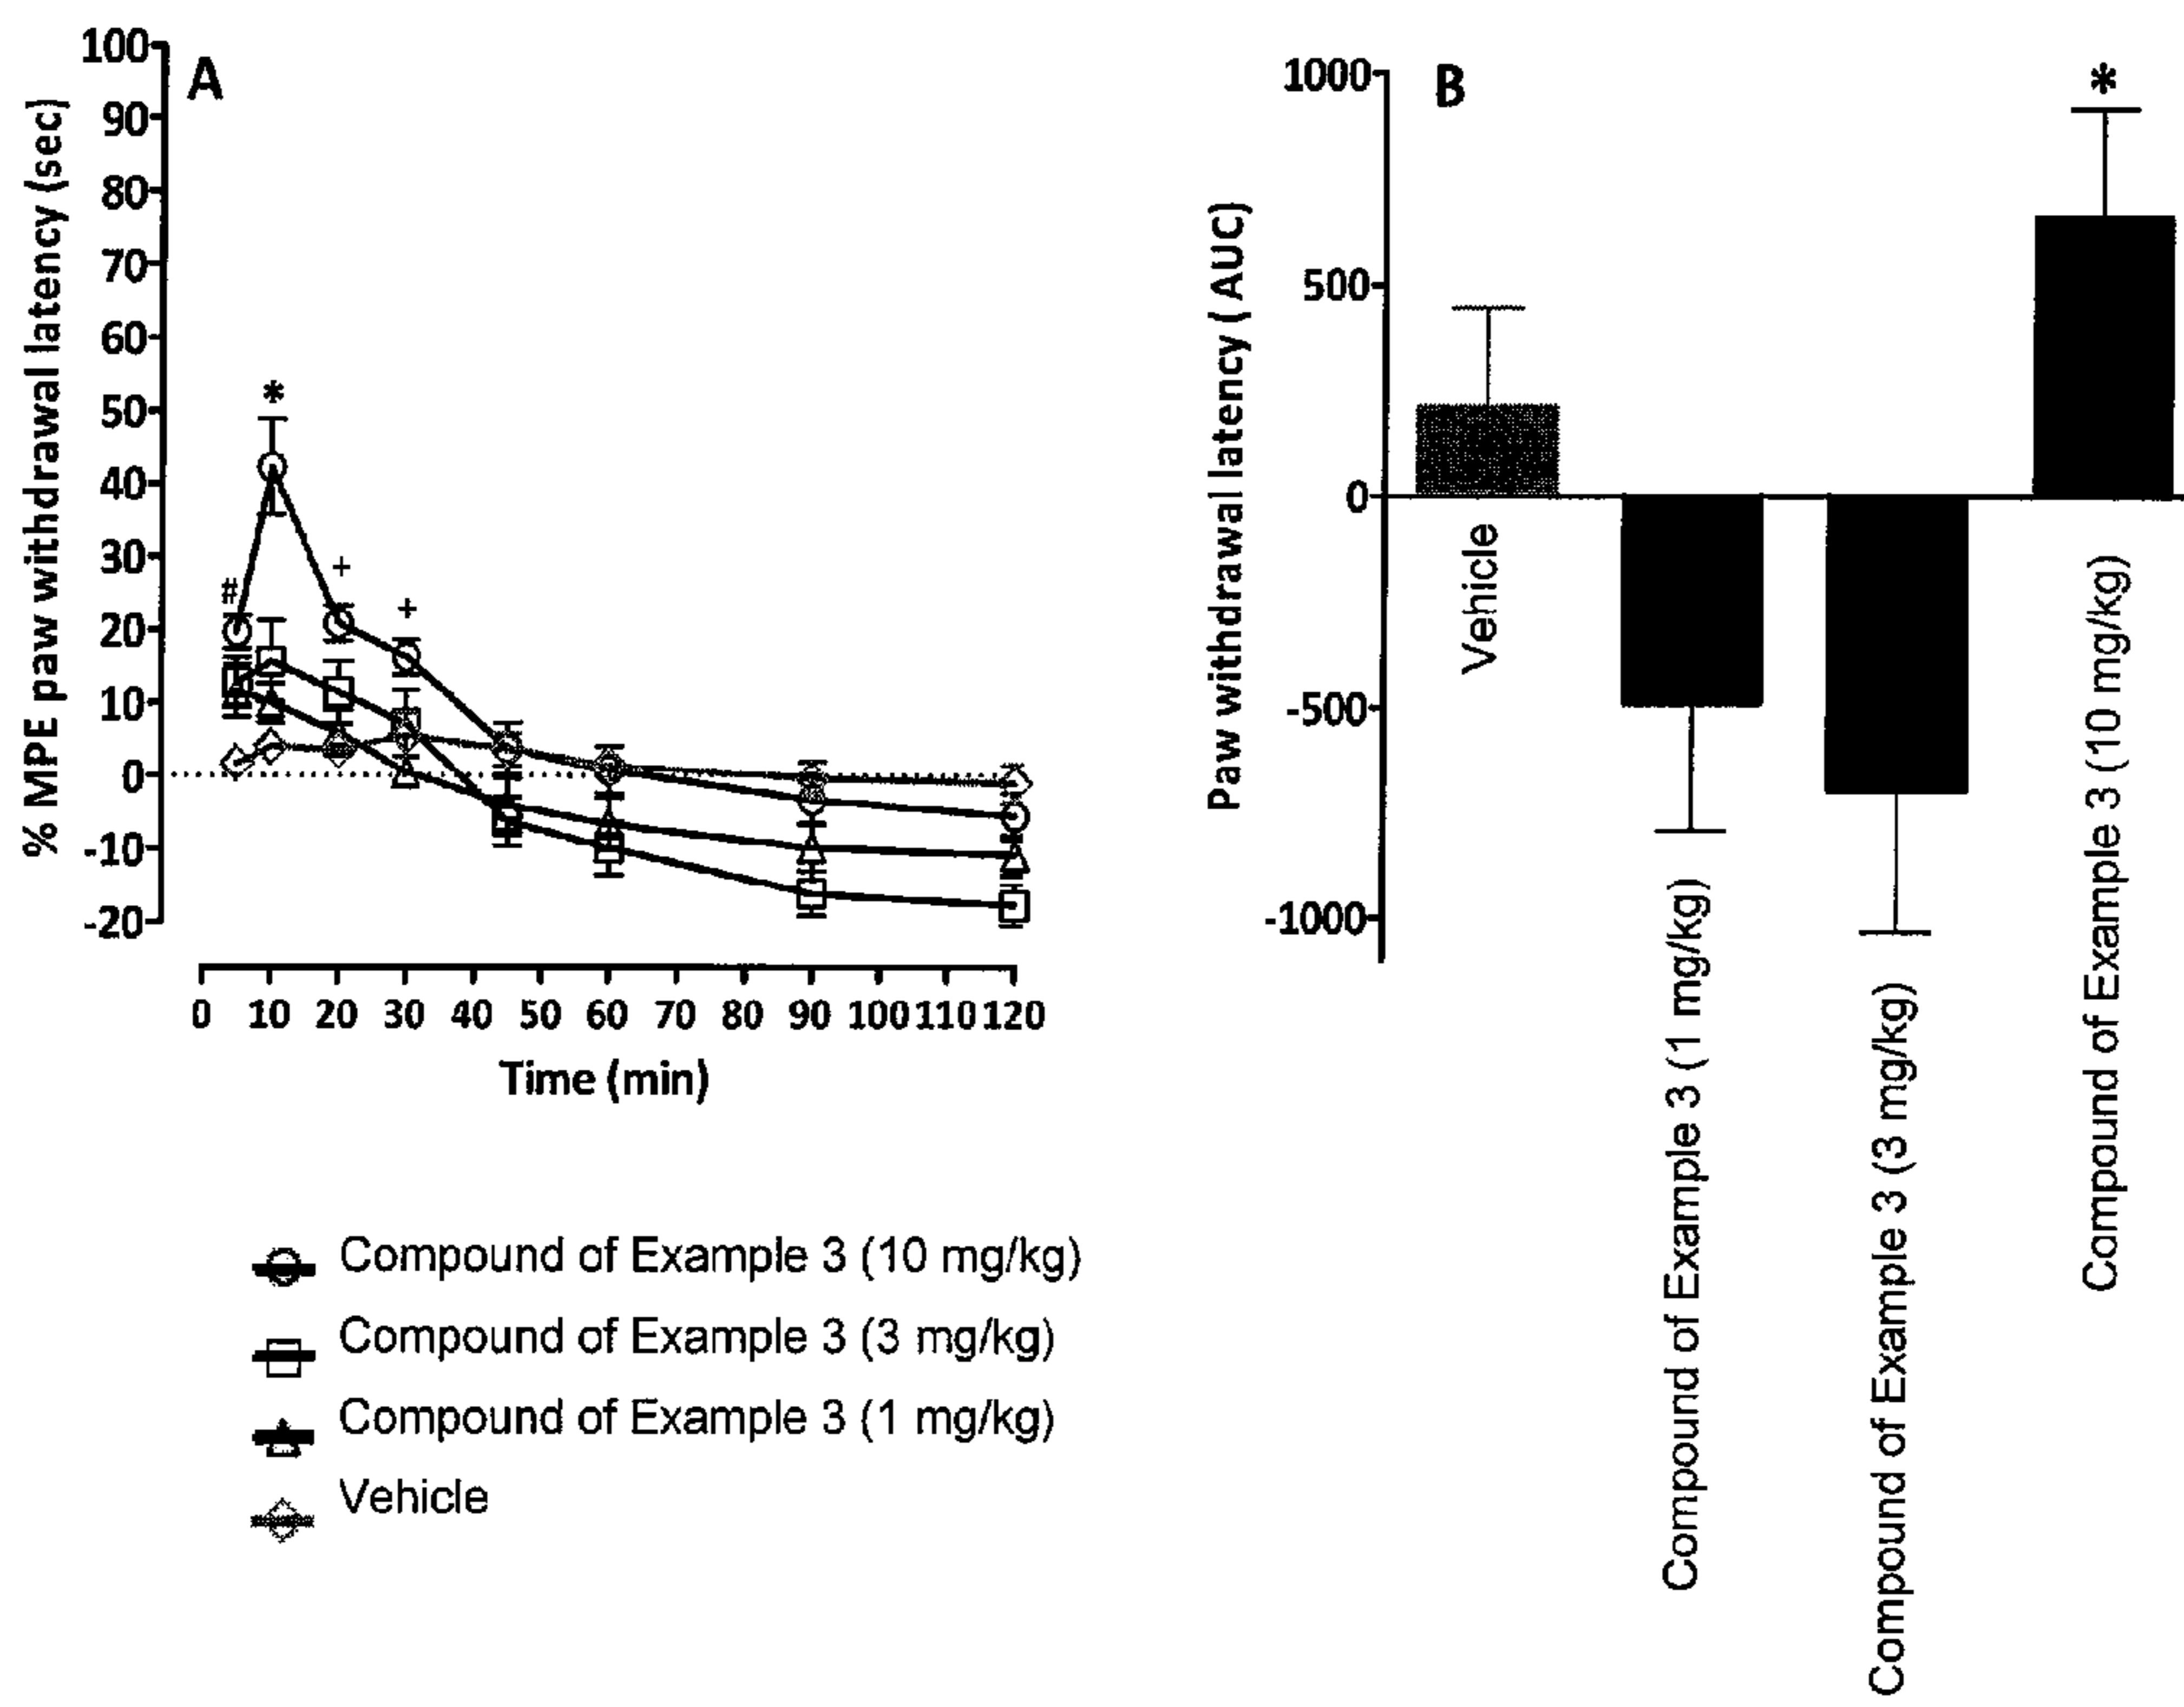 A
% MPE paw withdrawal latency (sec)
100
90
80
70
60
50
40
30
20
10
0
-10
-20
#
*
+
+
0 10 20 30 40 50 60 70 80 90 100 110 120
Time (min)
Compound of Example 3 (10 mg/kg)
Compound of Example 3 (3 mg/kg)
Compound of Example 3 (1 mg/kg)
Vehicle
B
Paw withdrawal latency (AUC)
1000
500
0
-500
-1000
*
Vehicle
Compound of Example 3 (1 mg/kg)
Compound of Example 3 (3 mg/kg)
Compound of Example 3 (10 mg/kg)